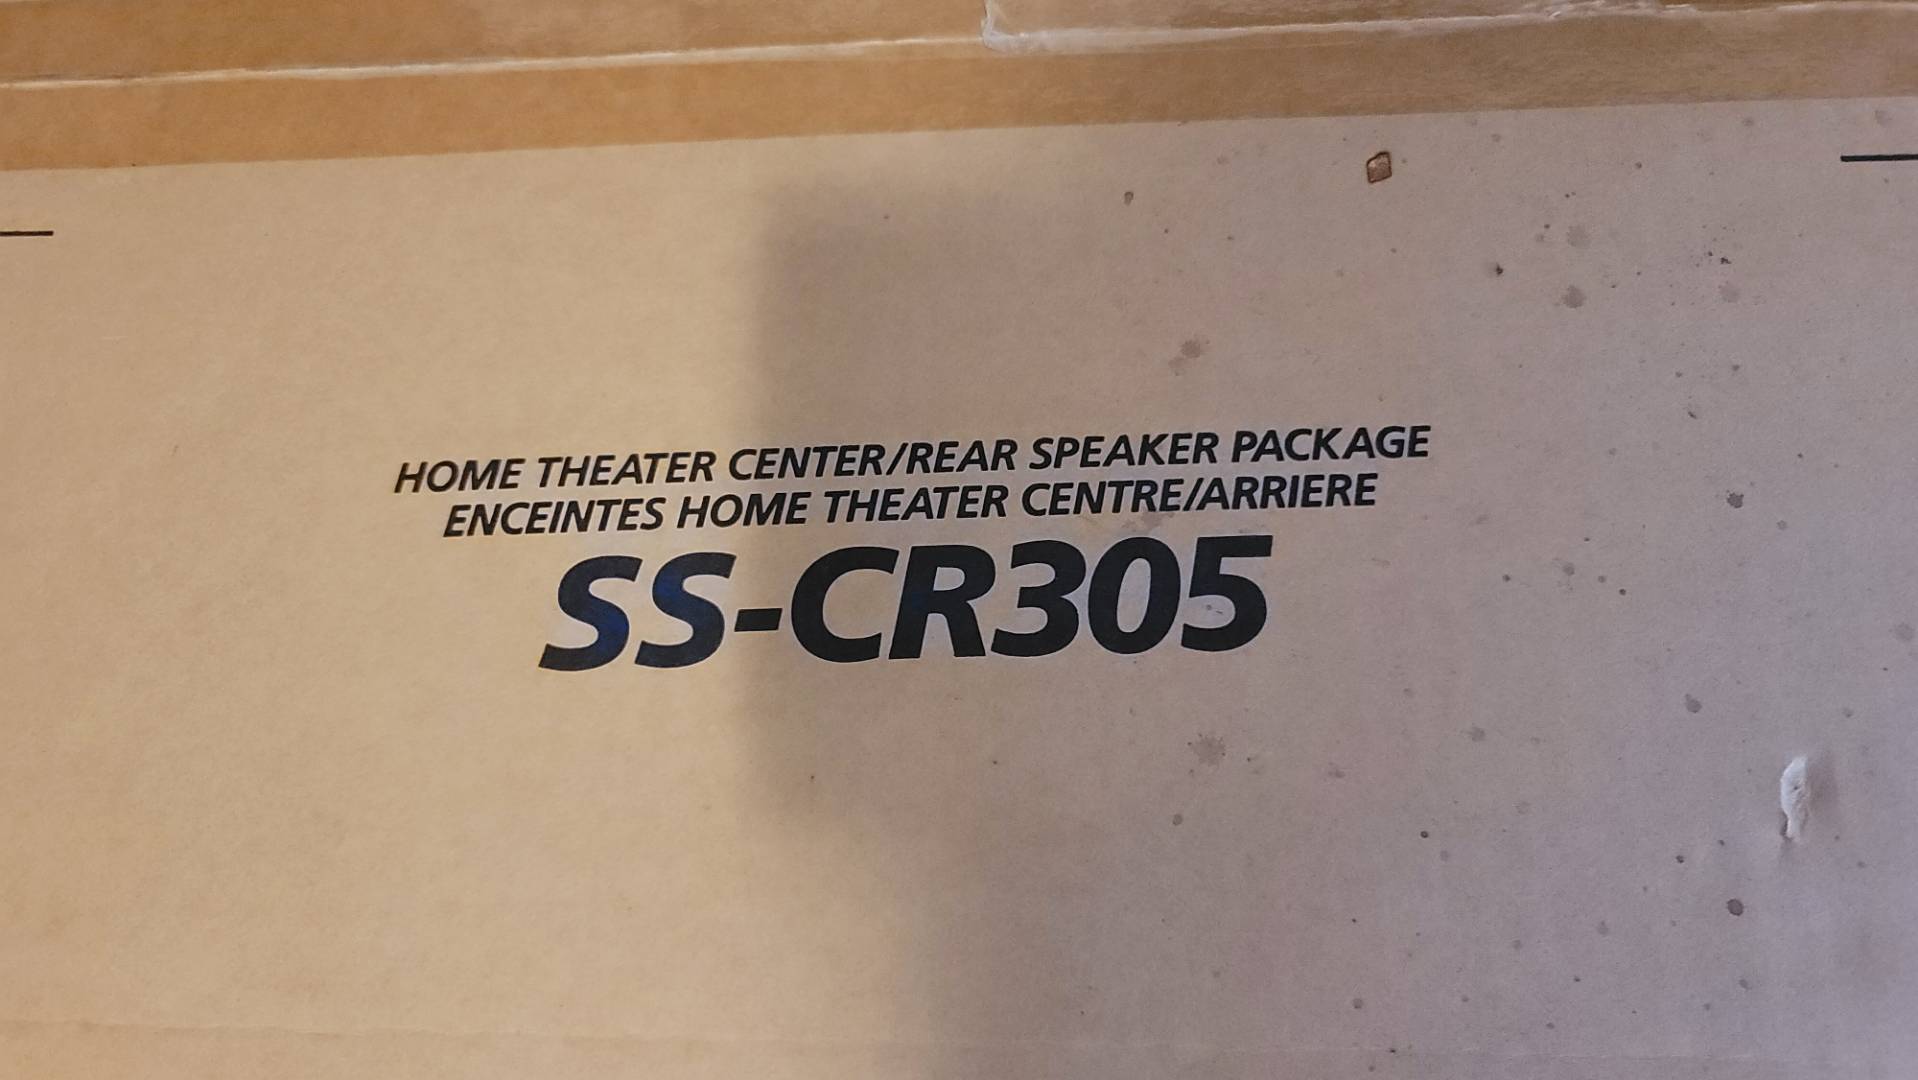 HOME THEATER CENTER/REAR SPEAKER PACKAGE
ENCEINTES HOME THEATER CENTRE/ARRIERE
SS-CR305